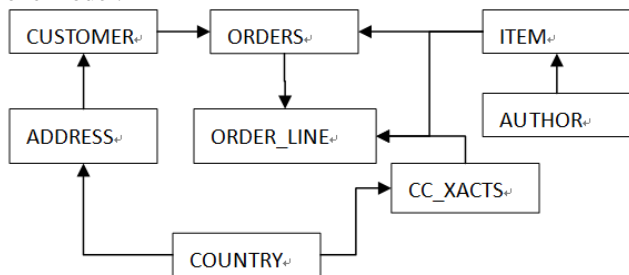 CUSTOMER↵
ORDERS↵
ITEM↵
ADDRESS↵
ORDER_LINE↵
AUTHOR↵
CC_XACTS↵
COUNTRY↵